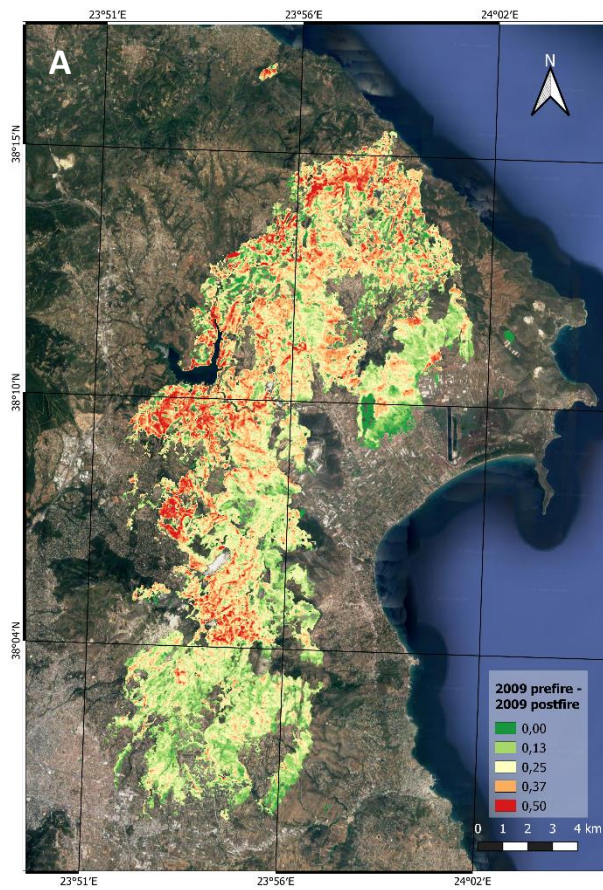 23°51'E 23°56'E 24°02'E
A
N
38°15'N
38°10'N
38°04'N
2009 prefire -
2009 postfire
0,00
0,13
0,25
0,37
0,50
0 1 2 3 4 km
23°51'E 23°56'E 24°02'E